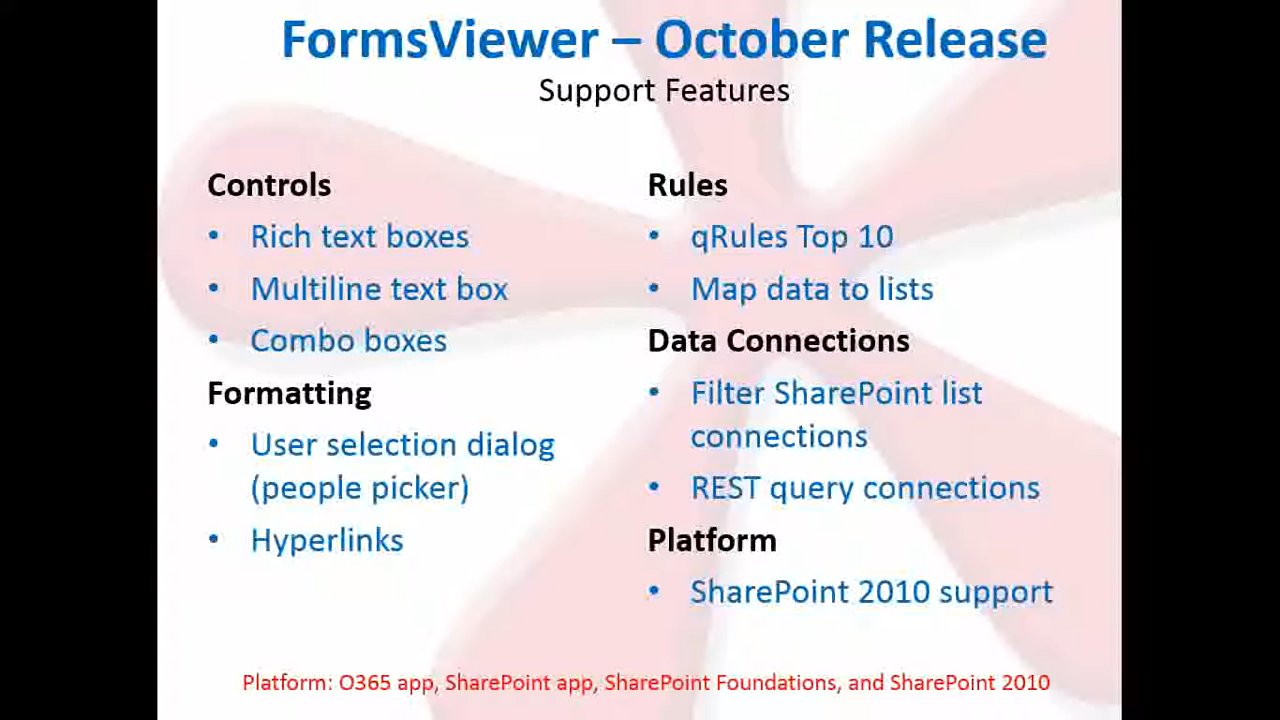 FormsViewer – October Release
Support Features
Controls
• Rich text boxes
• Multiline text box
• Combo boxes
Formatting
• User selection dialog
(people picker)
• Hyperlinks
Rules
• qRules Top 10
• Map data to lists
Data Connections
• Filter SharePoint list
connections
• REST query connections
Platform
• SharePoint 2010 support
Platform: O365 app, SharePoint app, SharePoint Foundations, and SharePoint 2010